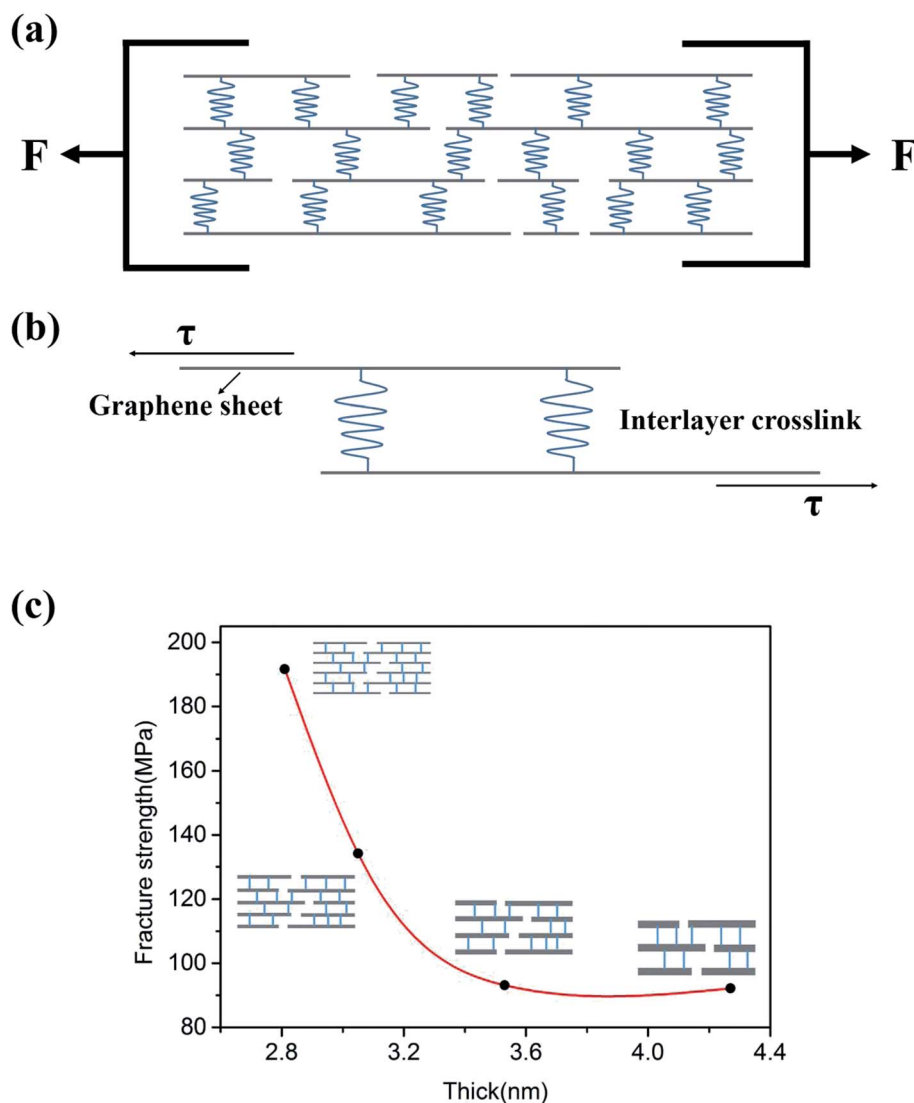 (a)
F
F
(b)
τ
Graphene sheet
Interlayer crosslink
τ
(c)
200
180
160
140
120
100
80
Fracture strength(MPa)
2.8 3.2 3.6 4.0 4.4
Thick(nm)